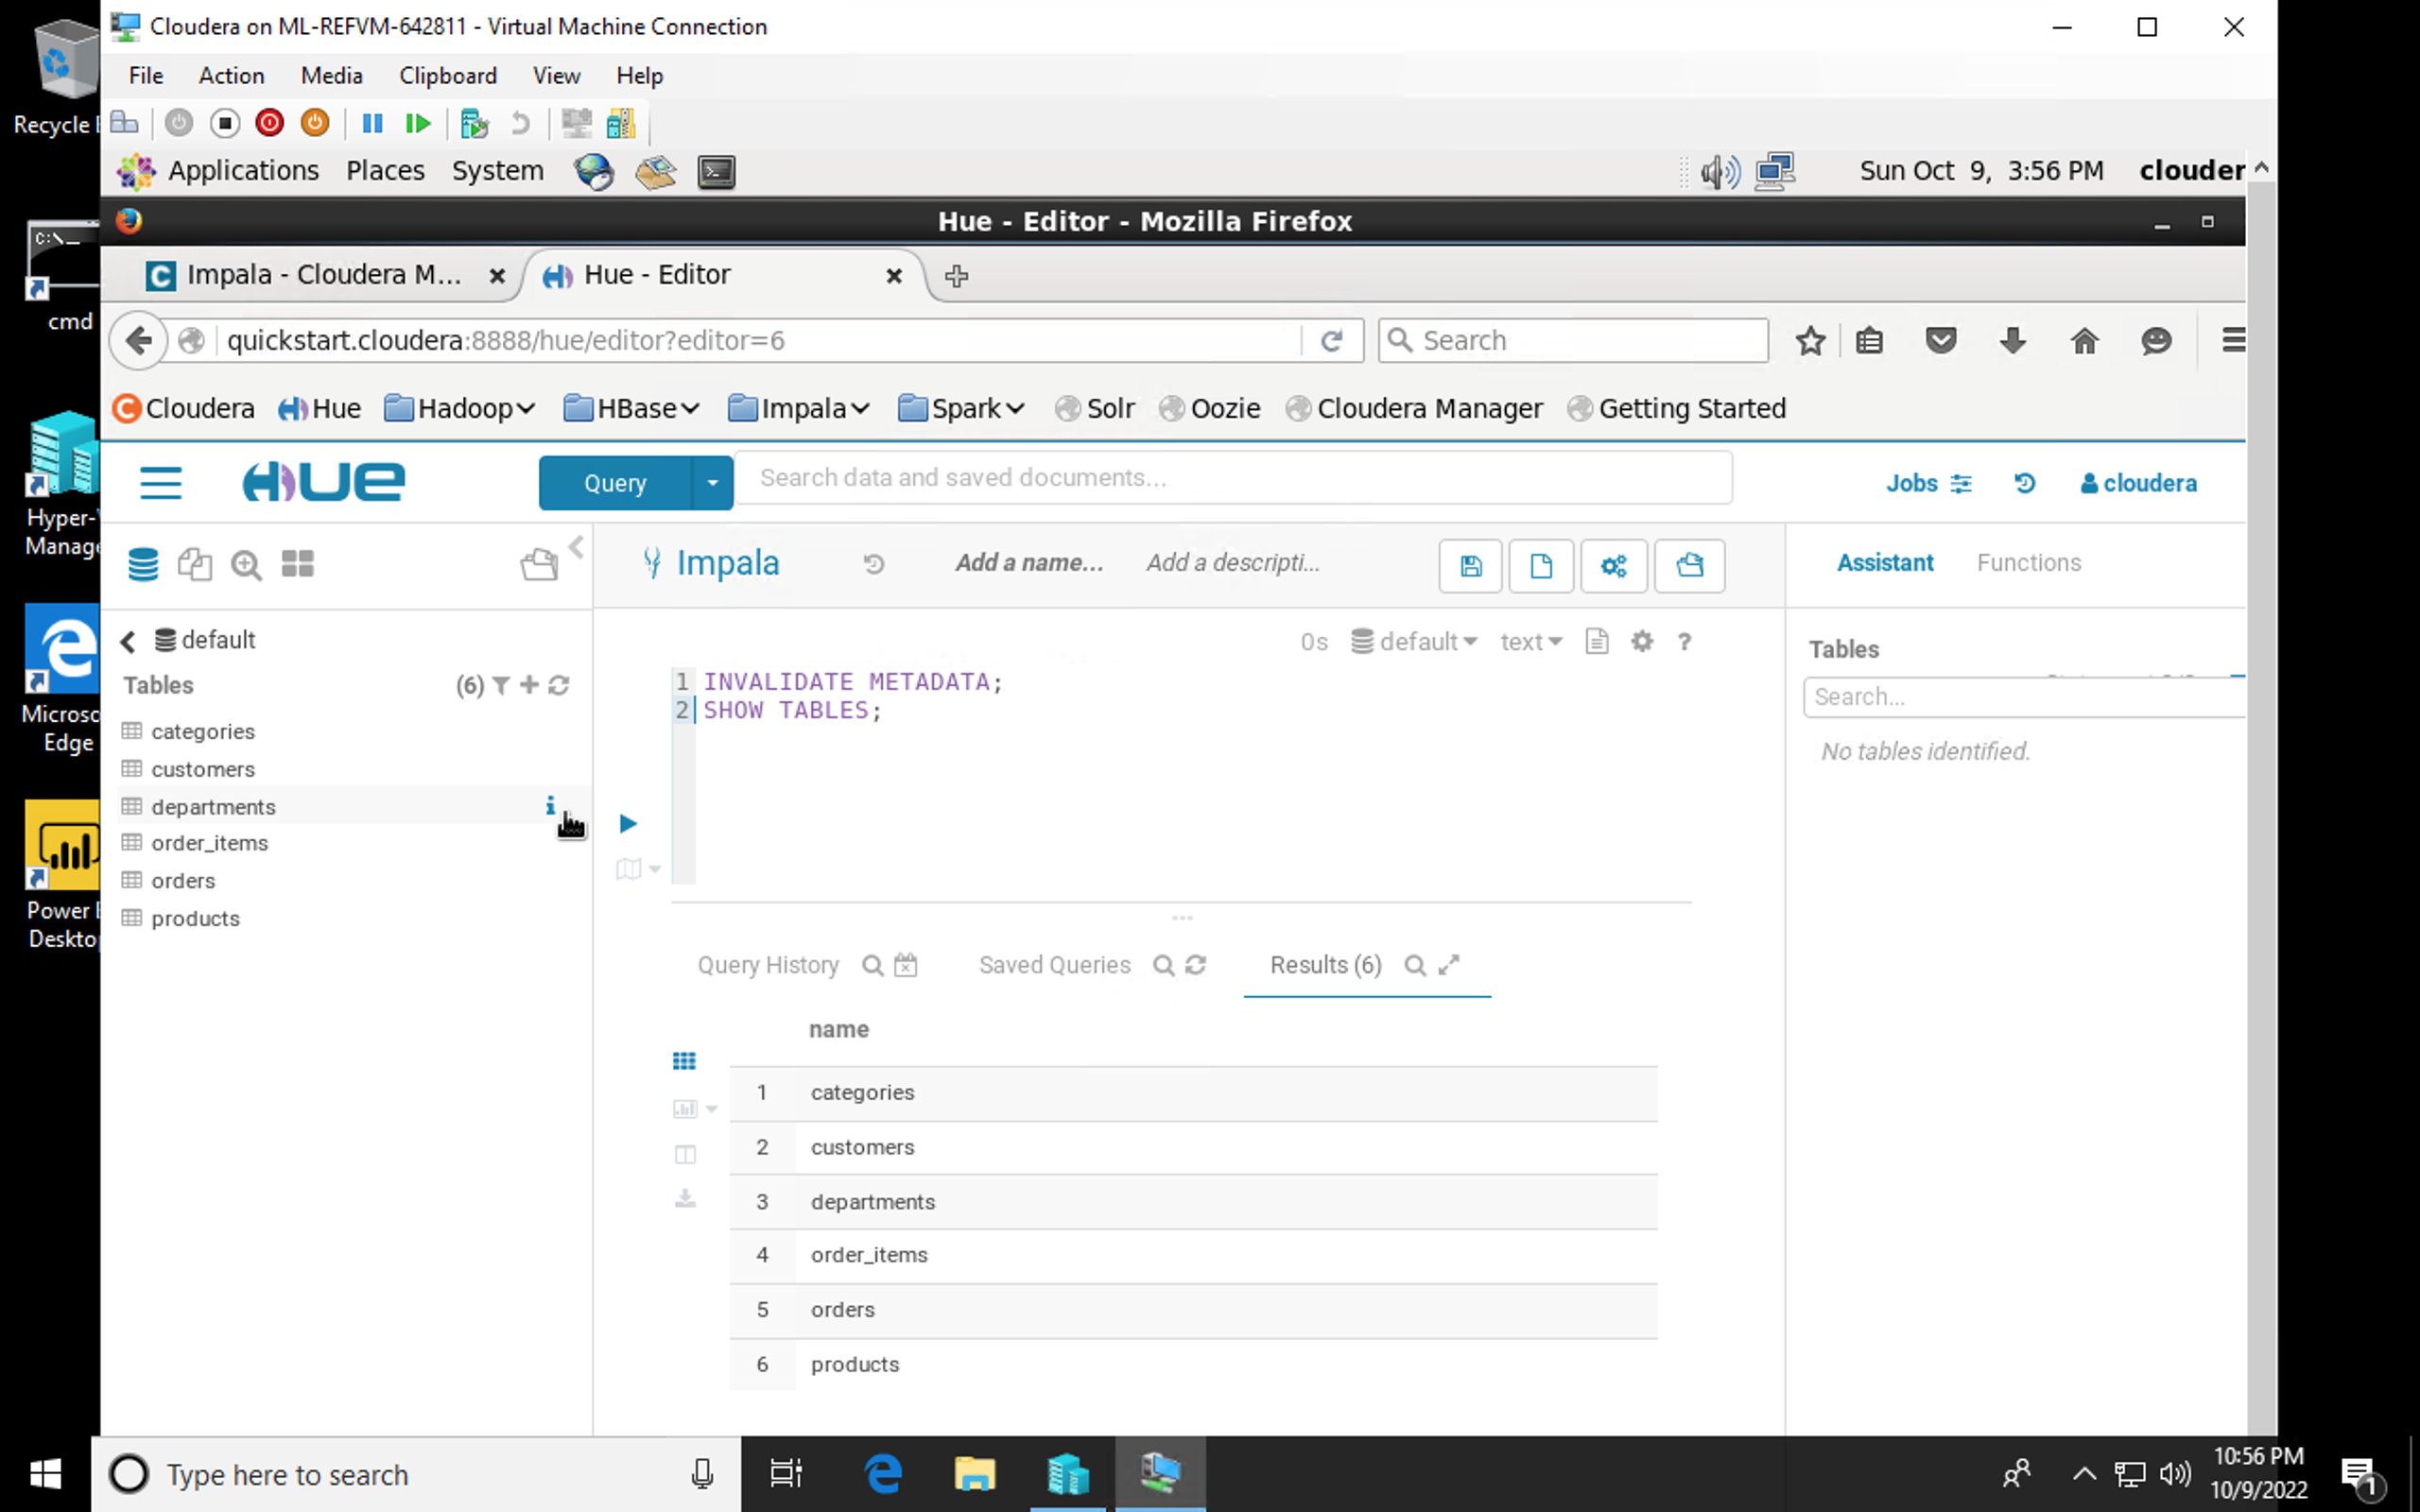 Cloudera on ML-REFVM-642811 - Virtual Machine Connection
File Action Media Clipboard View Help
Applications Places System Sun Oct 9, 3:56 PM clouder
Hue - Editor - Mozilla Firefox
Impala - Cloudera M... Hue - Editor
quickstart.cloudera:8888/hue/editor?editor=6 Search
Cloudera Hue Hadoop HBase Impala Spark Solr Oozie Cloudera Manager Getting Started
HUE Query Search data and saved documents... Jobs cloudera
Impala Add a name... Add a descripti... Assistant Functions
default
Tables (6)
categories
customers
departments
order_items
orders
products
0s default text ?
1 INVALIDATE METADATA;
2 SHOW TABLES;
Query History Saved Queries Results (6)
name
1 categories
2 customers
3 departments
4 order_items
5 orders
6 products
Tables
Search...
No tables identified.
Recycle
C:\_
cmd
Hyper-
Manage
Microso
Edge
Power
Deskto
Type here to search
10:56 PM
10/9/2022
1